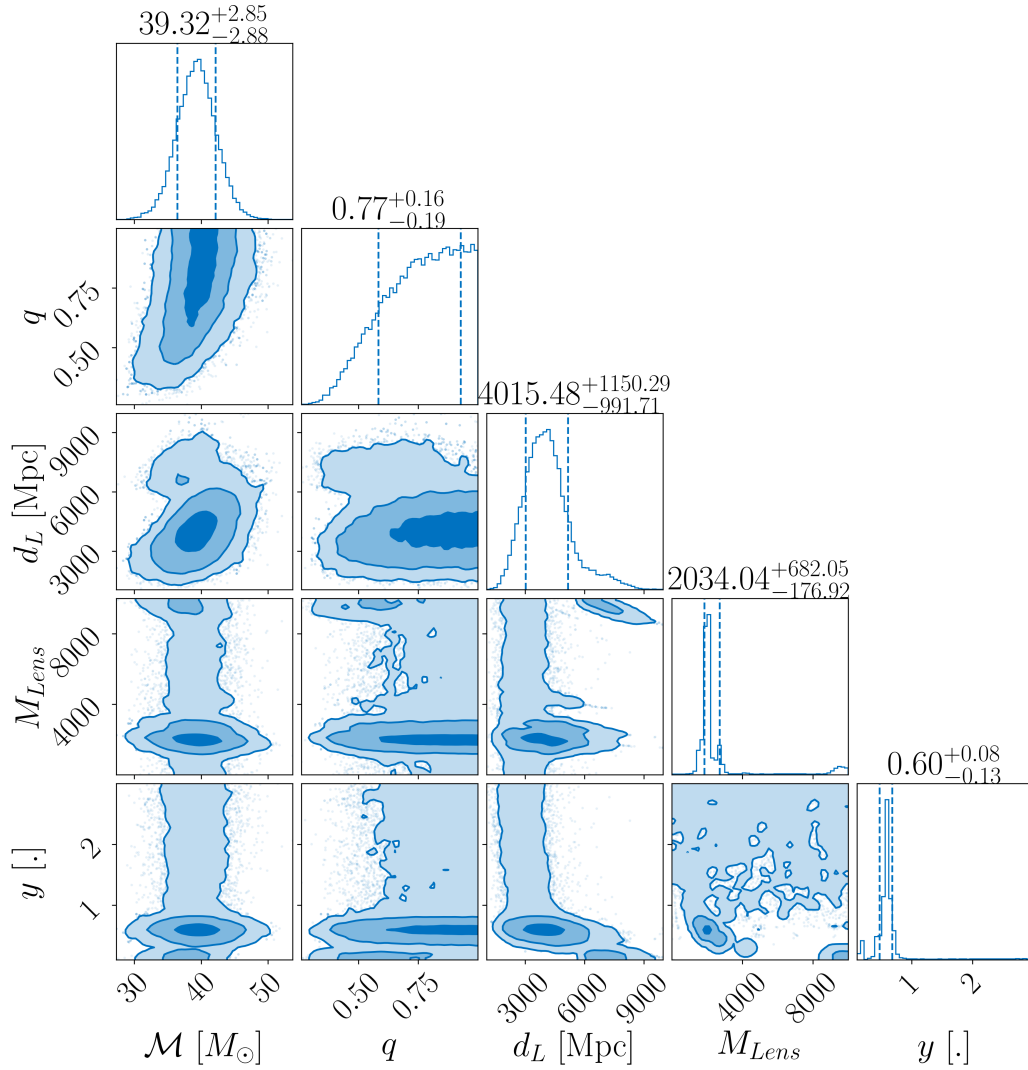 39.32^{+2.85}_{-2.88}
0.77^{+0.16}_{-0.19}
q
0.75
0.50
4015.48^{+1150.29}_{-991.71}
d_L [Mpc]
9000
6000
3000
2034.04^{+682.05}_{-176.92}
M_{Lens}
8000
4000
0.60^{+0.08}_{-0.13}
y [.]
2
1
30 40 50 0.50 0.75 3000 6000 9000 4000 8000 1 2
ℳ [M_⊙] q d_L [Mpc] M_{Lens} y [.]